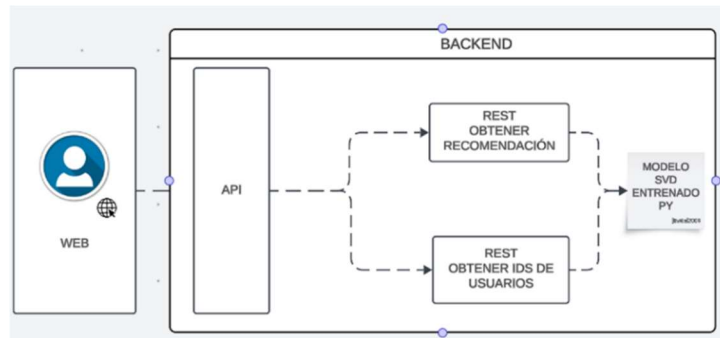 BACKEND
WEB
API
REST
OBTENER
RECOMENDACIÓN
REST
OBTENER IDS DE
USUARIOS
MODELO
SVD
ENTRENADO
PY